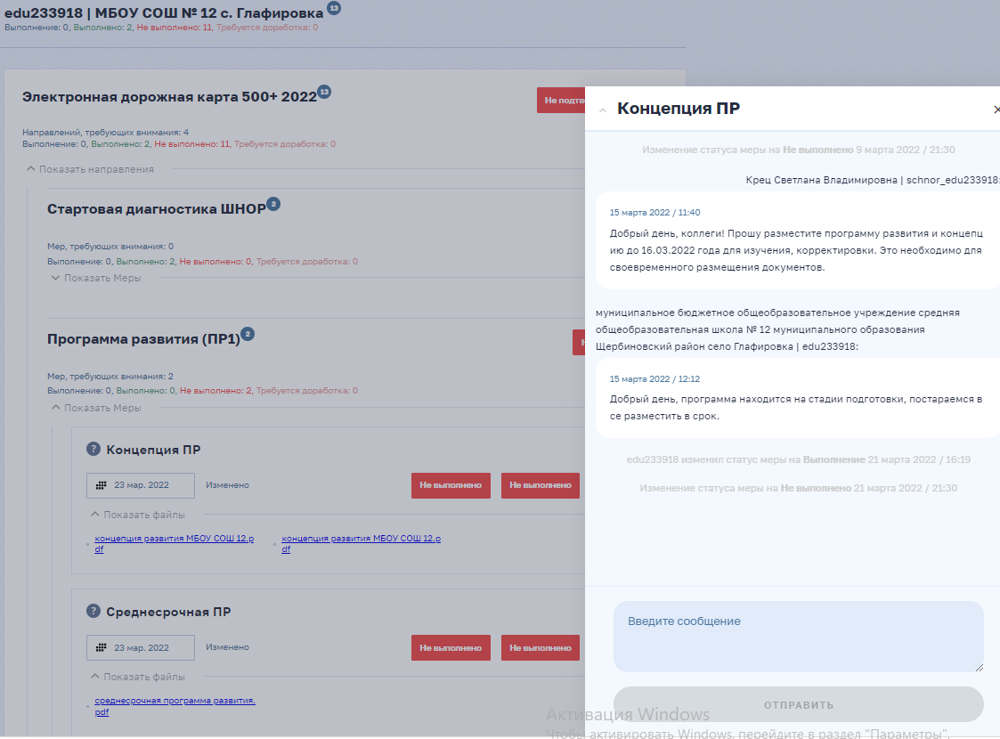 edu233918 | МБОУ СОШ № 12 с. Глафировка 13
Выполнение: 0, Выполнено: 2, Не выполнено: 11, Требуется доработка: 0
Электронная дорожная карта 500+ 2022 13
Не подтв
Направлений, требующих внимания: 4
Выполнение: 0, Выполнено: 2, Не выполнено: 11, Требуется доработка: 0
Показать направления
Стартовая диагностика ШНОР 2
Мер, требующих внимания: 0
Выполнение: 0, Выполнено: 2, Не выполнено: 0, Требуется доработка: 0
Показать Меры
Программа развития (ПР1) 2
Н
Мер, требующих внимания: 2
Выполнение: 0, Выполнено: 0, Не выполнено: 2, Требуется доработка: 0
Показать Меры
? Концепция ПР
23 мар. 2022 Изменено Не выполнено Не выполнено
Показать файлы
концепция развития МБОУ СОШ 12.p
df
концепция развития МБОУ СОШ 12.p
df
? Среднесрочная ПР
23 мар. 2022 Изменено Не выполнено Не выполнено
Показать файлы
среднесрочная программа развития.
pdf
Концепция ПР
Изменение статуса меры на Не выполнено 9 марта 2022 / 21:30
Крец Светлана Владимировна | schnor_edu233918:
15 марта 2022 / 11:40
Добрый день, коллеги! Прошу разместите программу развития и концепц
ию до 16.03.2022 года для изучения, корректировки. Это необходимо для
своевременного размещения документов.
муниципальное бюджетное общеобразовательное учреждение средняя
общеобразовательная школа № 12 муниципального образования
Щербиновский район село Глафировка | edu233918:
15 марта 2022 / 12:12
Добрый день, программа находится на стадии подготовки, постараемся в
се разместить в срок.
edu233918 изменил статус меры на Выполнение 21 марта 2022 / 16:19
Изменение статуса меры на Не выполнено 21 марта 2022 / 21:30
Введите сообщение
ОТПРАВИТЬ
Активация Windows
Чтобы активировать Windows, перейдите в раздел "Параметры".